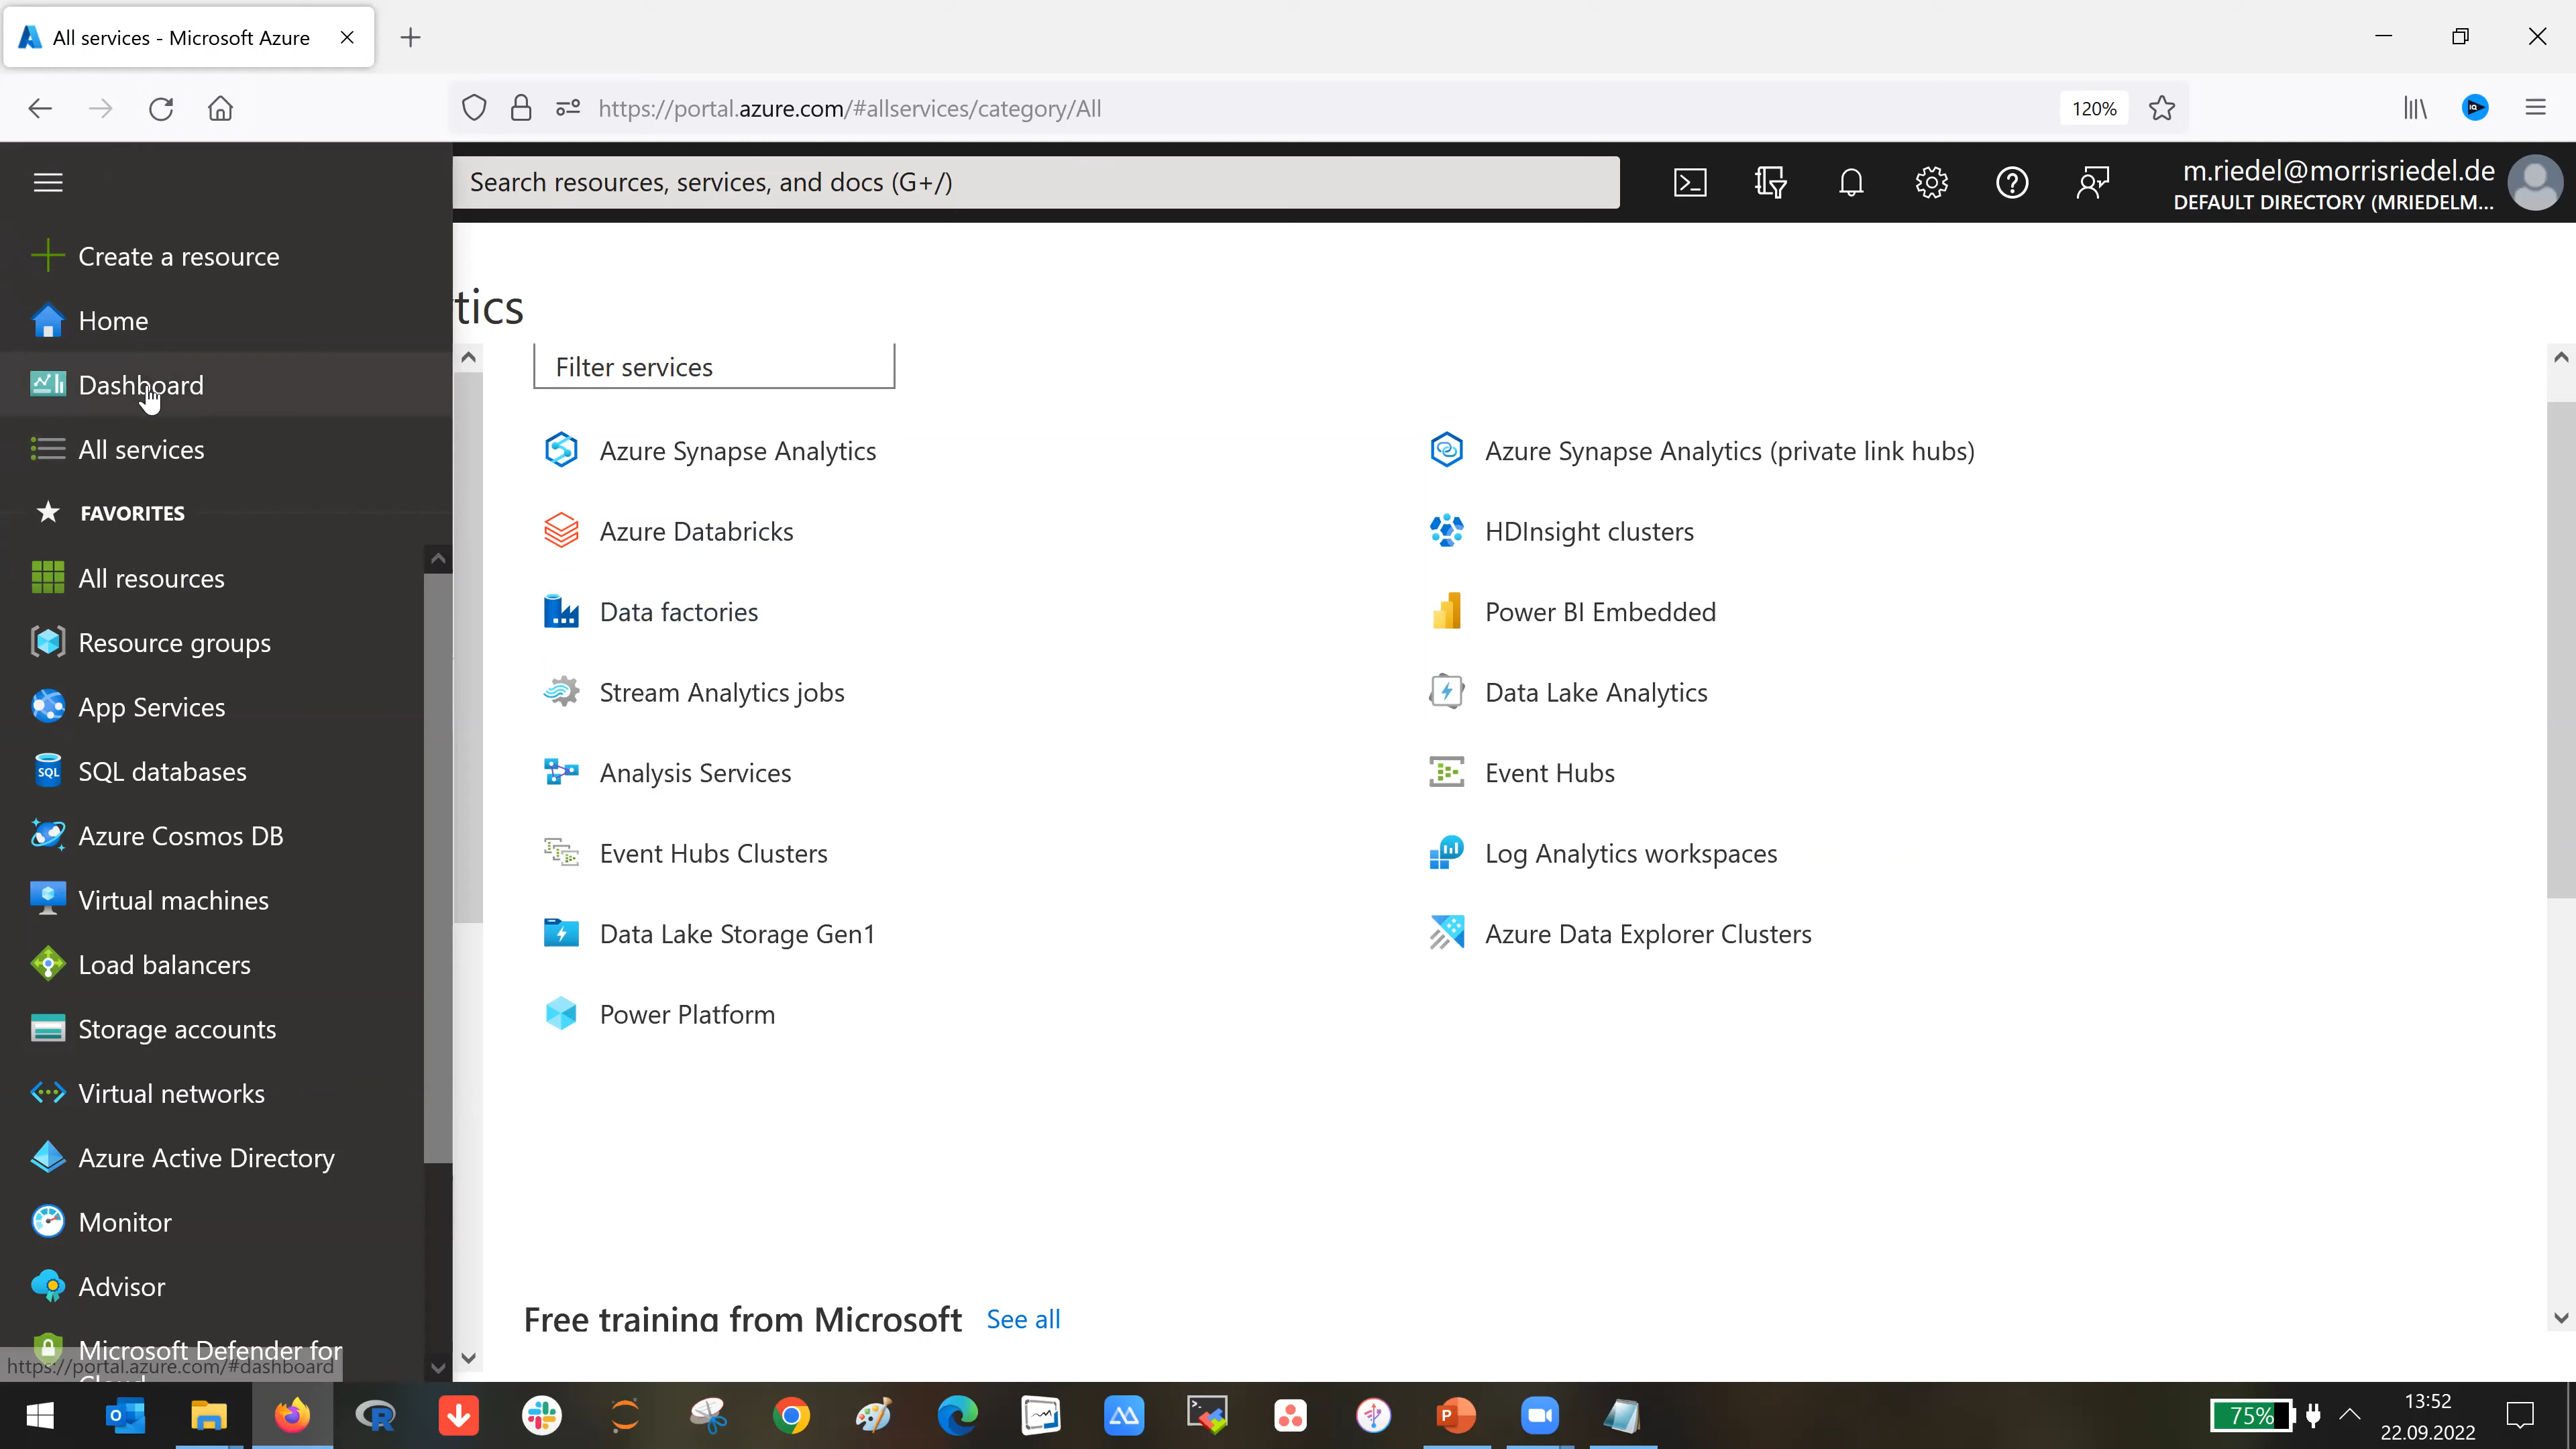 All services - Microsoft Azure
https://portal.azure.com/#allservices/category/All
120%
Search resources, services, and docs (G+/)
m.riedel@morrisriedel.de
DEFAULT DIRECTORY (MRIEDELM...
Create a resource
Home
Dashboard
All services
FAVORITES
All resources
Resource groups
App Services
SQL
SQL databases
Azure Cosmos DB
Virtual machines
Load balancers
Storage accounts
Virtual networks
Azure Active Directory
Monitor
Advisor
Microsoft Defender for
Cloud
https://portal.azure.com/#dashboard
tics
Filter services
Azure Synapse Analytics
Azure Synapse Analytics (private link hubs)
Azure Databricks
HDInsight clusters
Data factories
Power BI Embedded
Stream Analytics jobs
Data Lake Analytics
Analysis Services
Event Hubs
Event Hubs Clusters
Log Analytics workspaces
Data Lake Storage Gen1
Azure Data Explorer Clusters
Power Platform
Free training from Microsoft See all
75%
13:52
22.09.2022